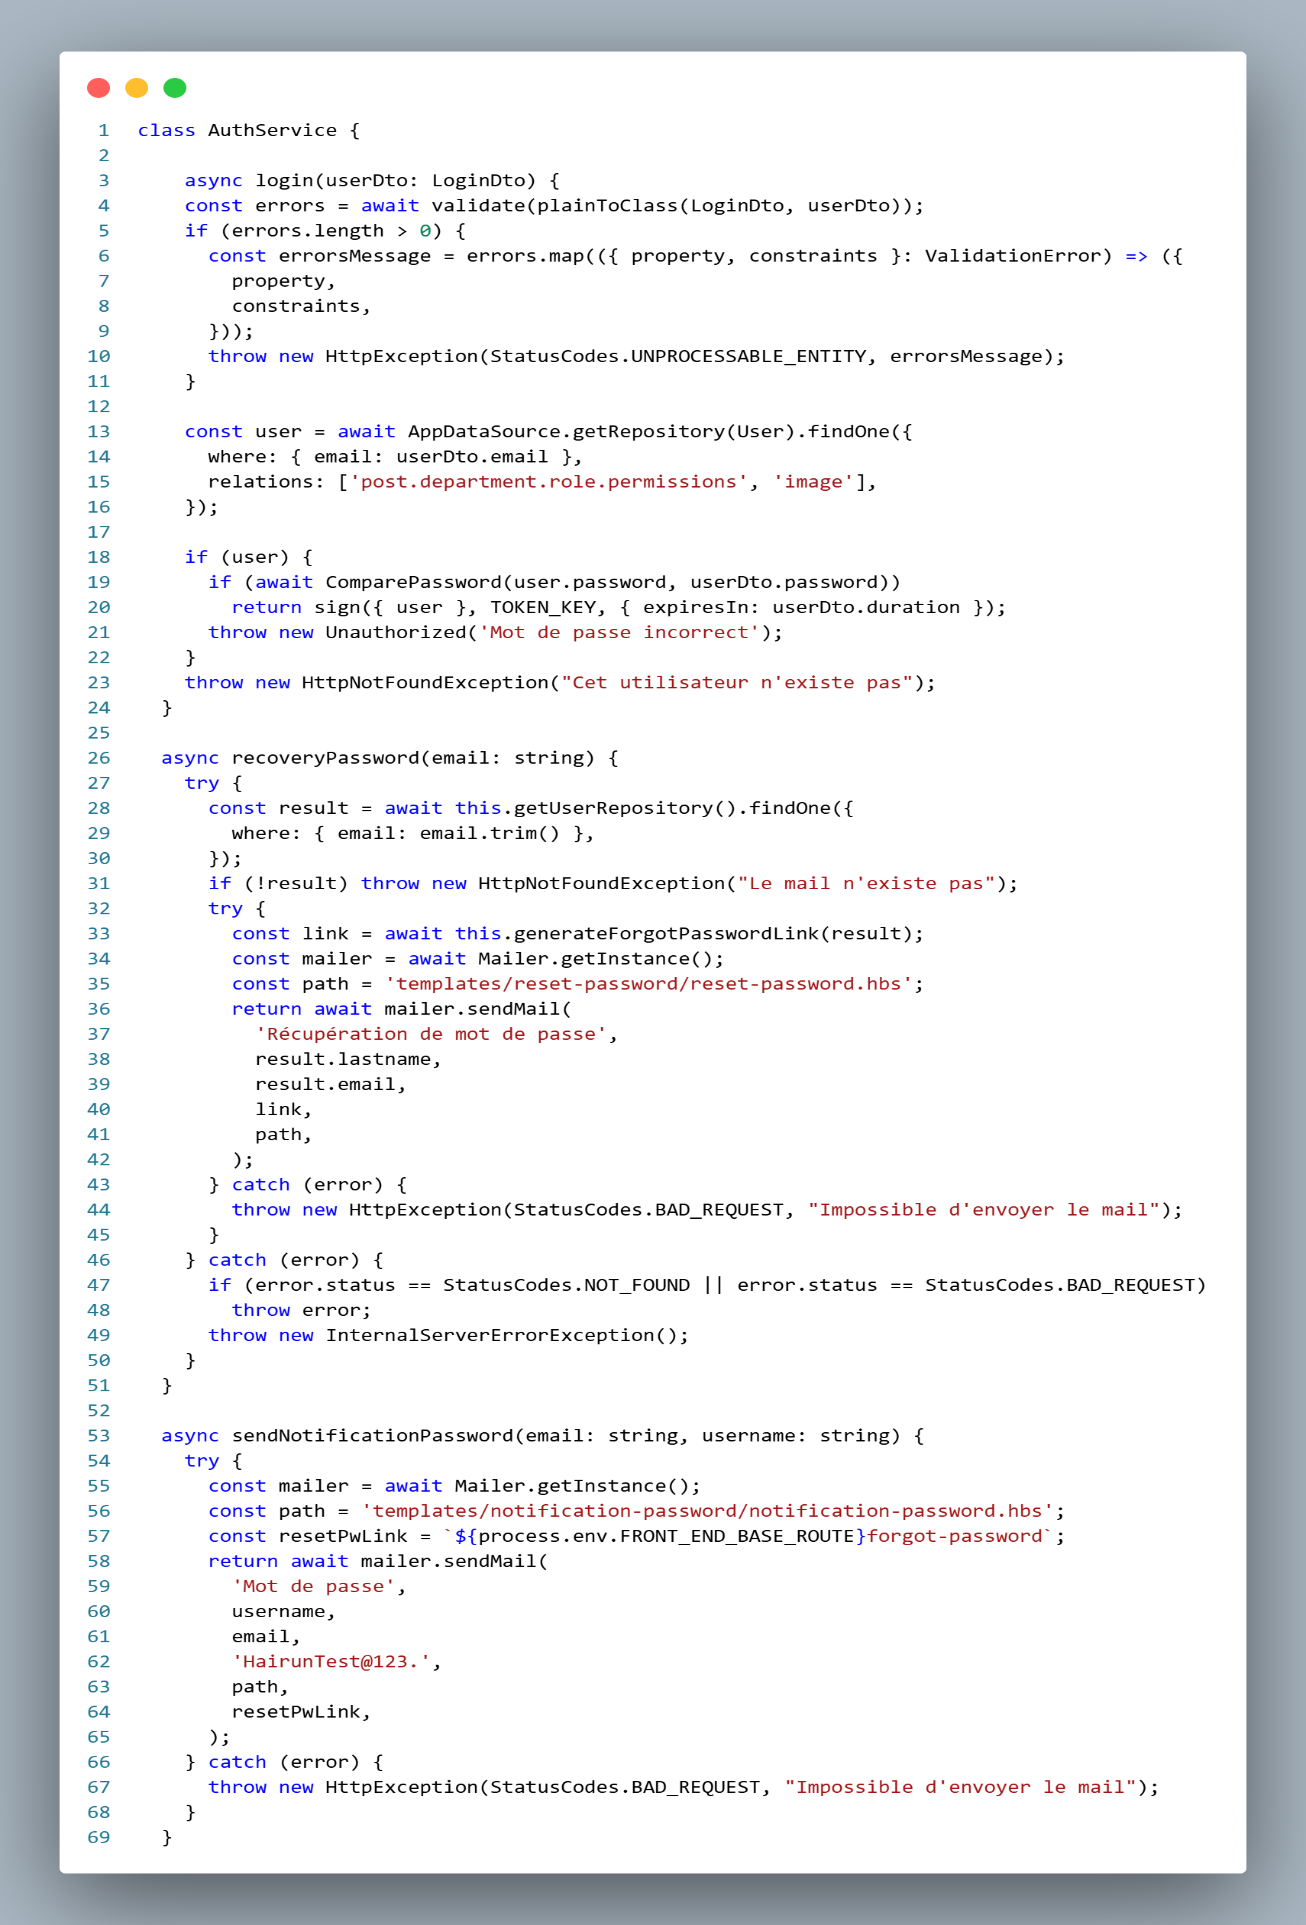 1 class AuthService {
2
3 async login(userDto: LoginDto) {
4 const errors = await validate(plainToClass(LoginDto, userDto));
5 if (errors.length > 0) {
6 const errorsMessage = errors.map(({ property, constraints }: ValidationError) => ({
7 property,
8 constraints,
9 }));
10 throw new HttpException(StatusCodes.UNPROCESSABLE_ENTITY, errorsMessage);
11 }
12
13 const user = await AppDataSource.getRepository(User).findOne({
14 where: { email: userDto.email },
15 relations: ['post.department.role.permissions', 'image'],
16 });
17
18 if (user) {
19 if (await ComparePassword(user.password, userDto.password))
20 return sign({ user }, TOKEN_KEY, { expiresIn: userDto.duration });
21 throw new Unauthorized('Mot de passe incorrect');
22 }
23 throw new HttpNotFoundException("Cet utilisateur n'existe pas");
24 }
25
26 async recoveryPassword(email: string) {
27 try {
28 const result = await this.getUserRepository().findOne({
29 where: { email: email.trim() },
30 });
31 if (!result) throw new HttpNotFoundException("Le mail n'existe pas");
32 try {
33 const link = await this.generateForgotPasswordLink(result);
34 const mailer = await Mailer.getInstance();
35 const path = 'templates/reset-password/reset-password.hbs';
36 return await mailer.sendMail(
37 'Récupération de mot de passe',
38 result.lastname,
39 result.email,
40 link,
41 path,
42 );
43 } catch (error) {
44 throw new HttpException(StatusCodes.BAD_REQUEST, "Impossible d'envoyer le mail");
45 }
46 } catch (error) {
47 if (error.status == StatusCodes.NOT_FOUND || error.status == StatusCodes.BAD_REQUEST)
48 throw error;
49 throw new InternalServerErrorException();
50 }
51 }
52
53 async sendNotificationPassword(email: string, username: string) {
54 try {
55 const mailer = await Mailer.getInstance();
56 const path = 'templates/notification-password/notification-password.hbs';
57 const resetPwLink = `${process.env.FRONT_END_BASE_ROUTE}forgot-password`;
58 return await mailer.sendMail(
59 'Mot de passe',
60 username,
61 email,
62 'HairunTest@123.',
63 path,
64 resetPwLink,
65 );
66 } catch (error) {
67 throw new HttpException(StatusCodes.BAD_REQUEST, "Impossible d'envoyer le mail");
68 }
69 }